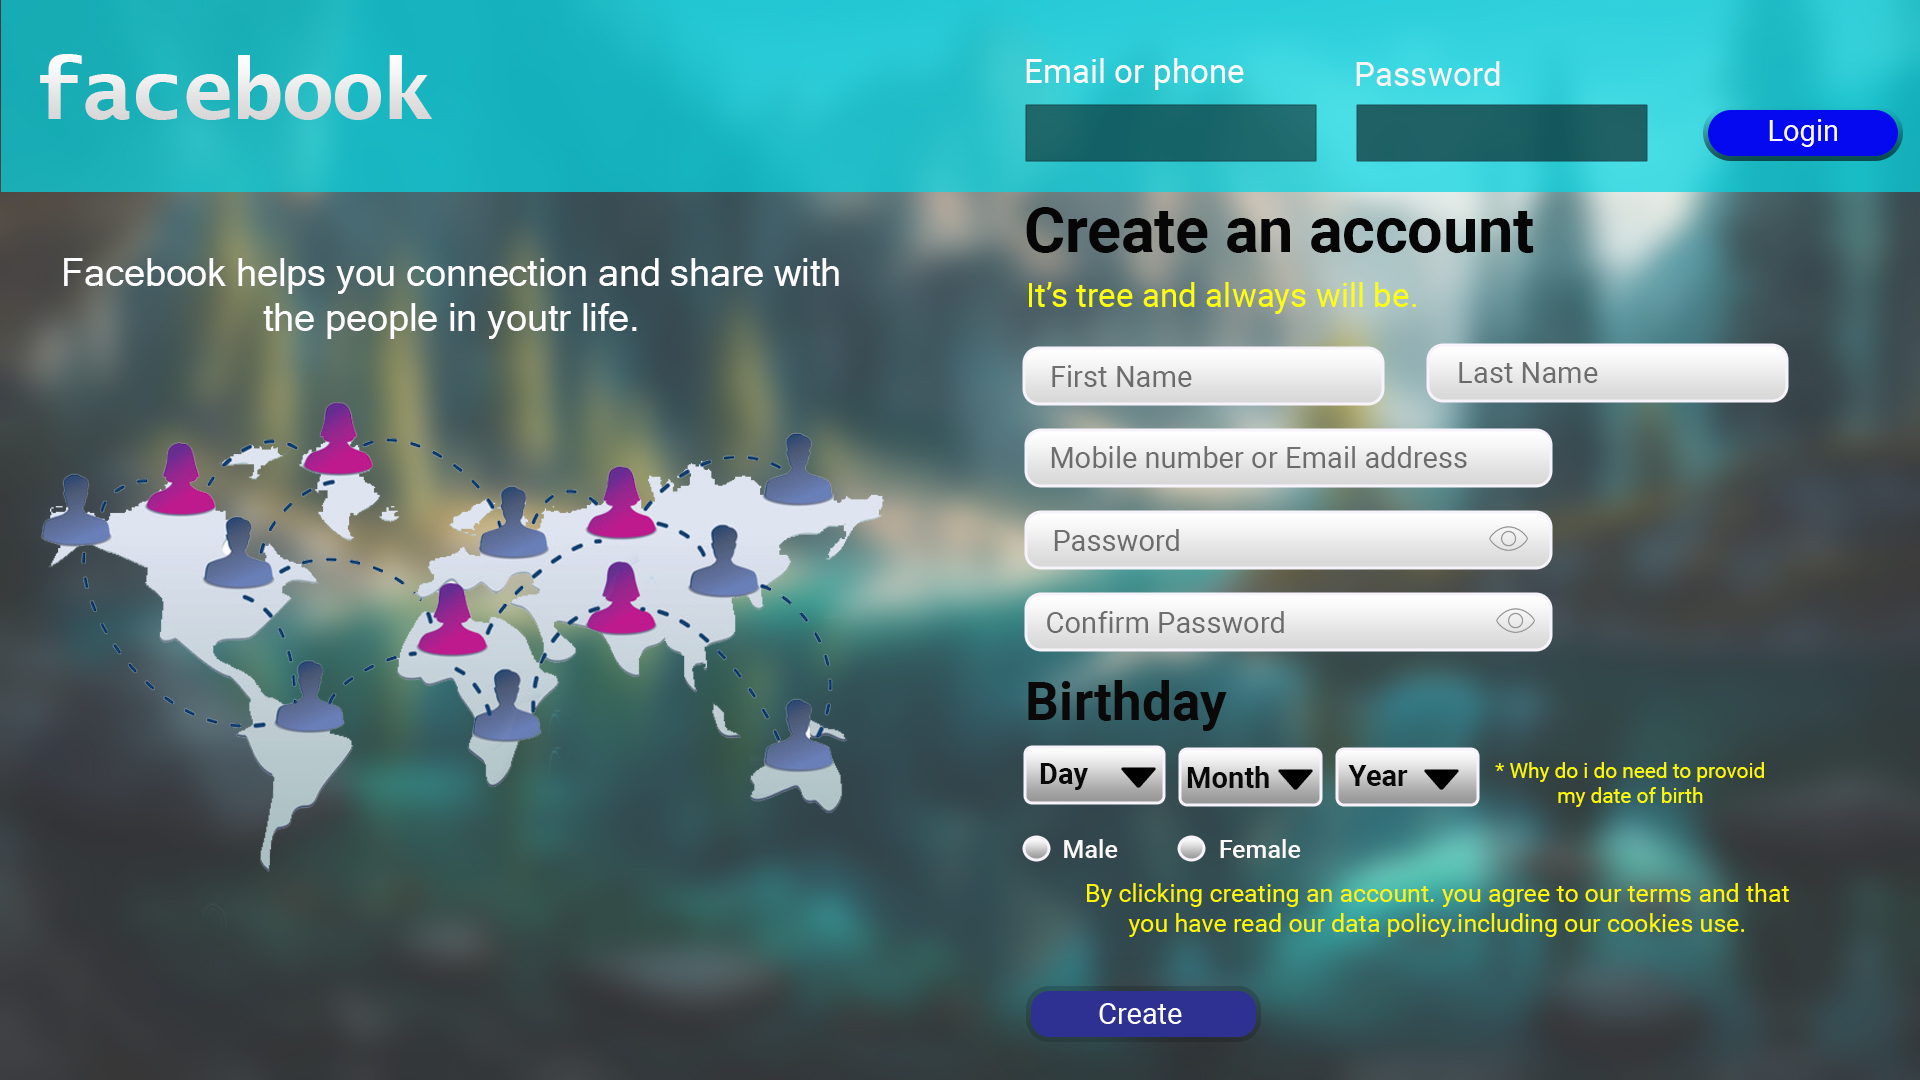 facebook
Email or phone
Password
Login
Facebook helps you connection and share with
the people in youtr life.
Create an account
It’s tree and always will be.
First Name
Last Name
Mobile number or Email address
Password
Confirm Password
Birthday
Day
Month
Year
* Why do i do need to provoid
my date of birth
Male
Female
By clicking creating an account. you agree to our terms and that
you have read our data policy.including our cookies use.
Create